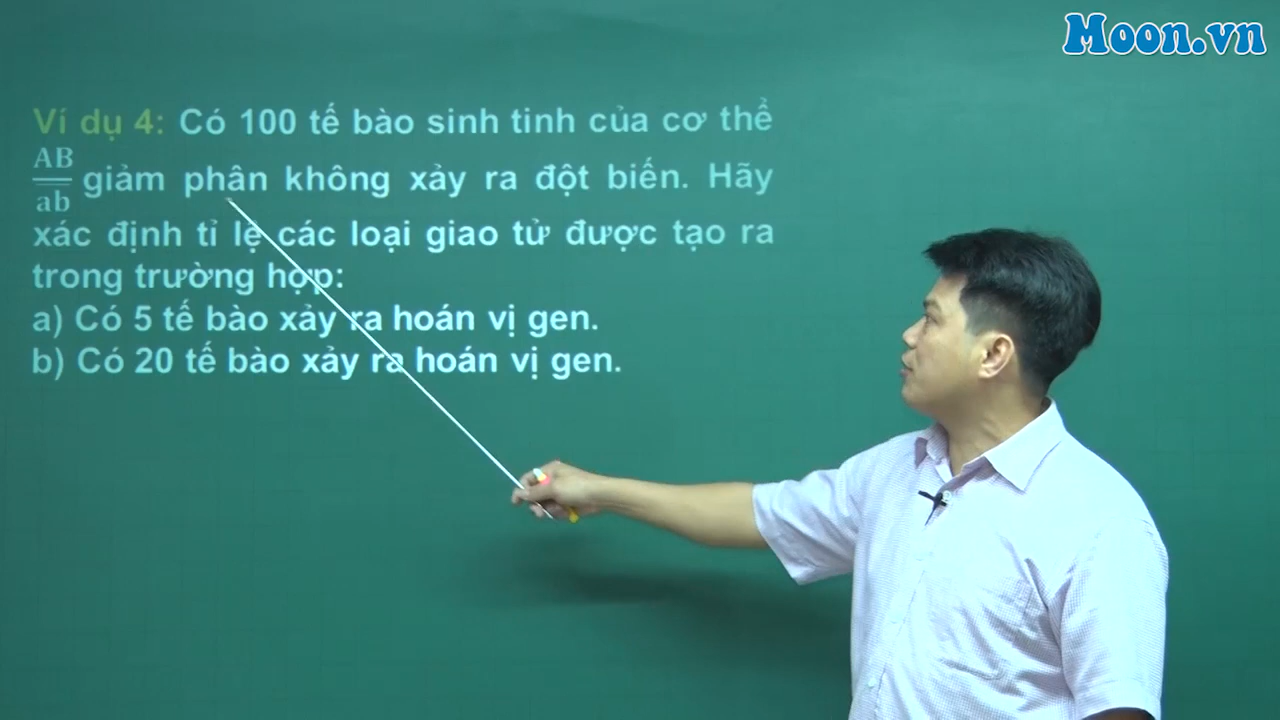 Moon.vn
Ví dụ 4: Có 100 tế bào sinh tinh của cơ thể
AB
ab giảm phân không xảy ra đột biến. Hãy
xác định tỉ lệ các loại giao tử được tạo ra
trong trường hợp:
a) Có 5 tế bào xảy ra hoán vị gen.
b) Có 20 tế bào xảy ra hoán vị gen.